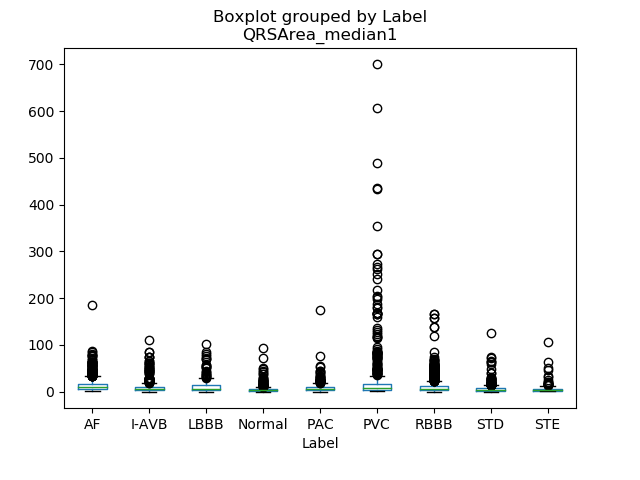 Boxplot grouped by Label
QRSArea_median1
700
600
500
400
300
200
100
0
AF I-AVB LBBB Normal PAC PVC RBBB STD STE
Label